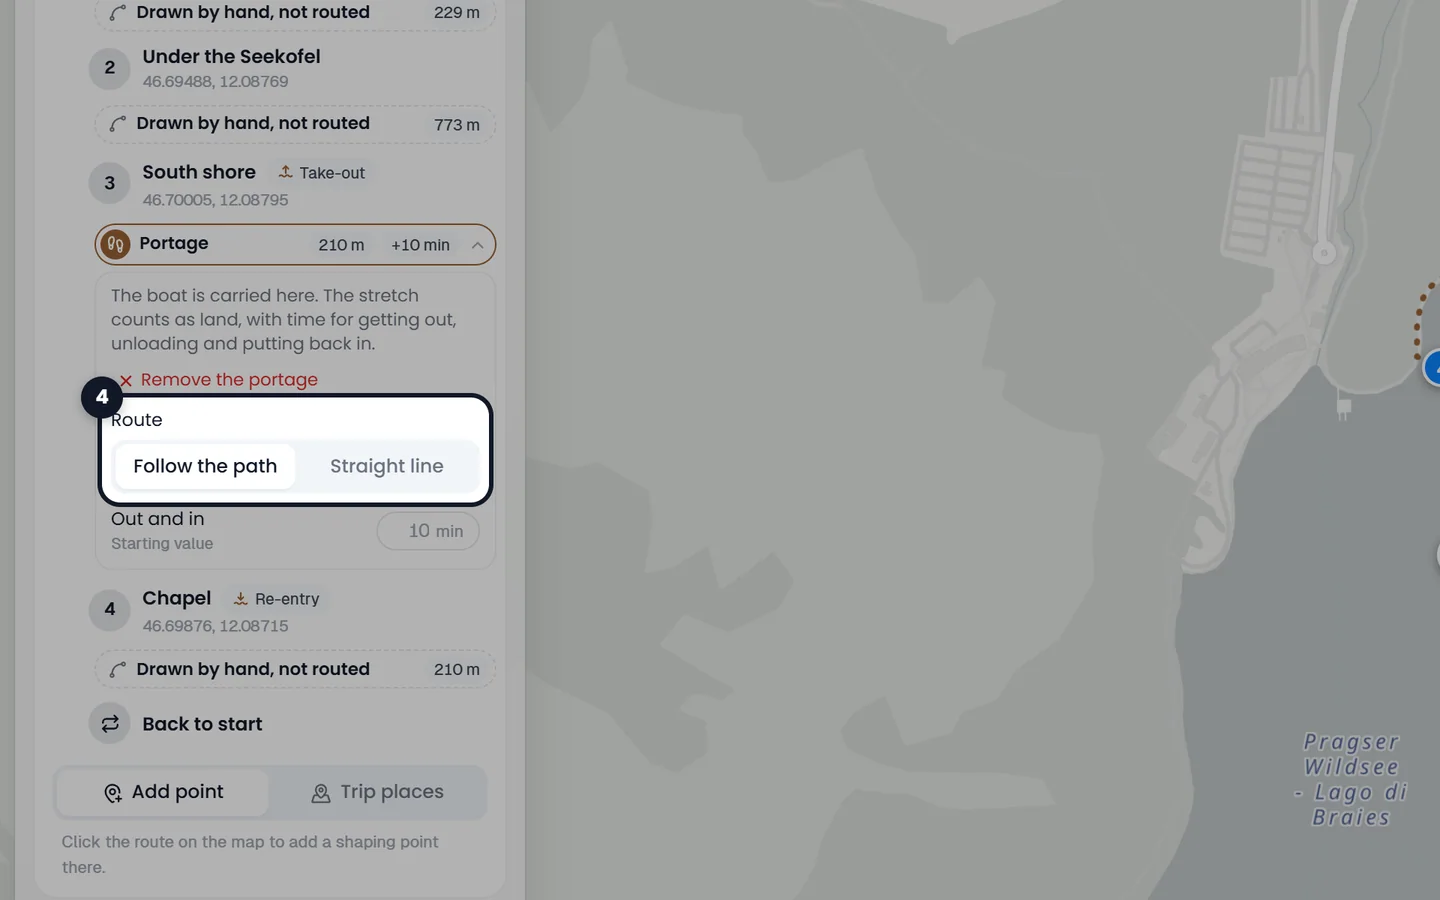 Drawn by hand, not routed 229 m
2 Under the Seekofel
46.69488, 12.08769
Drawn by hand, not routed 773 m
3 South shore Take-out
46.70005, 12.08795
Portage 210 m +10 min
The boat is carried here. The stretch
counts as land, with time for getting out,
unloading and putting back in.
Remove the portage
4
Route
Follow the path Straight line
Out and in
Starting value
10 min
4 Chapel Re-entry
46.69876, 12.08715
Drawn by hand, not routed 210 m
Back to start
Add point Trip places
Click the route on the map to add a shaping point
there.
Pragser
Wildsee
- Lago di
Braies